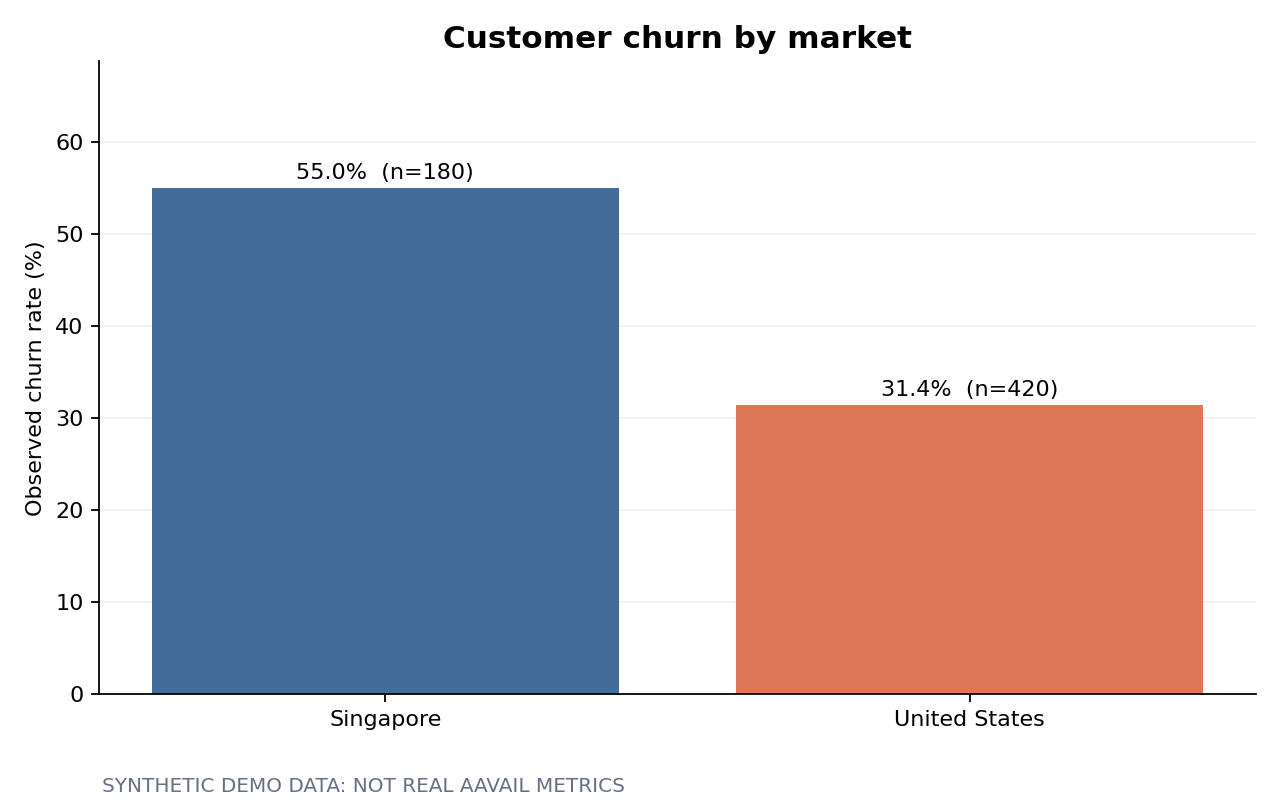 Customer churn by market
Observed churn rate (%)
60
50
40
30
20
10
0
55.0%  (n=180)
31.4%  (n=420)
Singapore
United States
SYNTHETIC DEMO DATA: NOT REAL AAVAIL METRICS